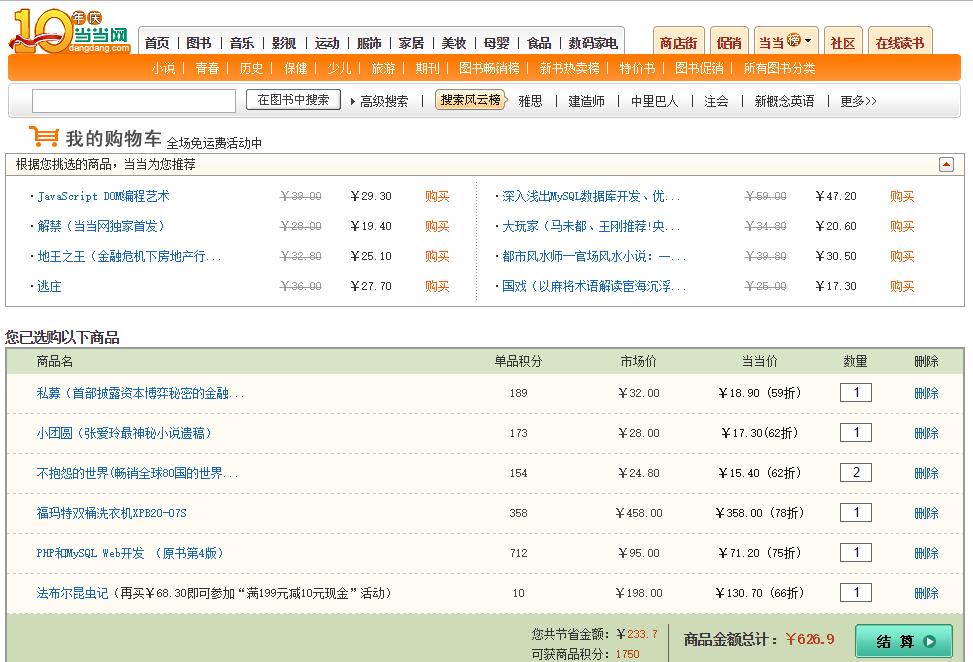 10年庆 当当网
dangdang.com
首页 | 图书 | 音乐 | 影视 | 运动 | 服饰 | 家居 | 美妆 | 母婴 | 食品 | 数码家电 商店街 促销 当当榜 社区 在线读书
小说 | 青春 | 历史 | 保健 | 少儿 | 旅游 | 期刊 | 图书畅销榜 | 新书热卖榜 | 特价书 | 图书促销 | 所有图书分类
在图书中搜索 高级搜索 | 搜索风云榜 雅思 | 建造师 | 中里巴人 | 注会 | 新概念英语 | 更多>>
我的购物车 全场免运费活动中
根据您挑选的商品，当当为您推荐
·JavaScript DOM编程艺术 ￥39.00 ￥29.30 购买 ·深入浅出MySQL数据库开发、优... ￥59.00 ￥47.20 购买
·解禁（当当网独家首发） ￥28.00 ￥19.40 购买 ·大玩家（马未都、王刚推荐!央... ￥34.80 ￥20.60 购买
·地王之王（金融危机下房地产行... ￥32.80 ￥25.10 购买 ·都市风水师—官场风水小说：一... ￥39.80 ￥30.50 购买
·逃庄 ￥36.00 ￥27.70 购买 ·国戏（以麻将术语解读宦海沉浮... ￥25.00 ￥17.30 购买
您已选购以下商品
商品名 单品积分 市场价 当当价 数量 删除
私募（首部披露资本博弈秘密的金融... 189 ￥32.00 ￥18.90 (59折) 1 删除
小团圆（张爱玲最神秘小说遗稿） 173 ￥28.00 ￥17.30(62折) 1 删除
不抱怨的世界(畅销全球80国的世界... 154 ￥24.80 ￥15.40 (62折) 2 删除
福玛特双桶洗衣机XPB20-07S 358 ￥458.00 ￥358.00 (78折) 1 删除
PHP和MySQL Web开发 （原书第4版） 712 ￥95.00 ￥71.20 (75折) 1 删除
法布尔昆虫记（再买￥68.30即可参加“满199元减10元现金”活动） 10 ￥198.00 ￥130.70 (66折) 1 删除
您共节省金额：￥233.7 商品金额总计：￥626.9 结 算
可获商品积分：1750